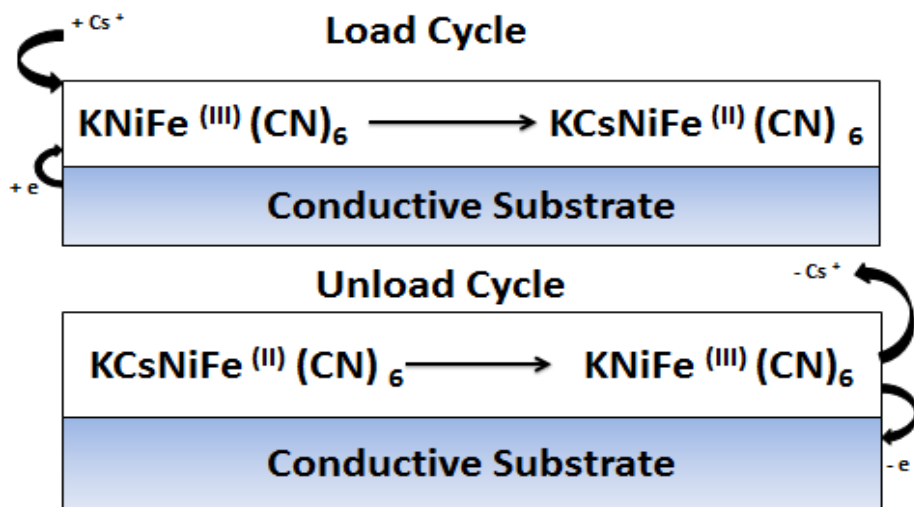 + Cs⁺
Load Cycle
KNiFe ⁽ᴵᴵᴵ⁾ (CN)₆ → KCsNiFe ⁽ᴵᴵ⁾ (CN) ₆
+ e
Conductive Substrate
- Cs⁺
Unload Cycle
KCsNiFe ⁽ᴵᴵ⁾ (CN) ₆ → KNiFe ⁽ᴵᴵᴵ⁾ (CN)₆
Conductive Substrate
- e